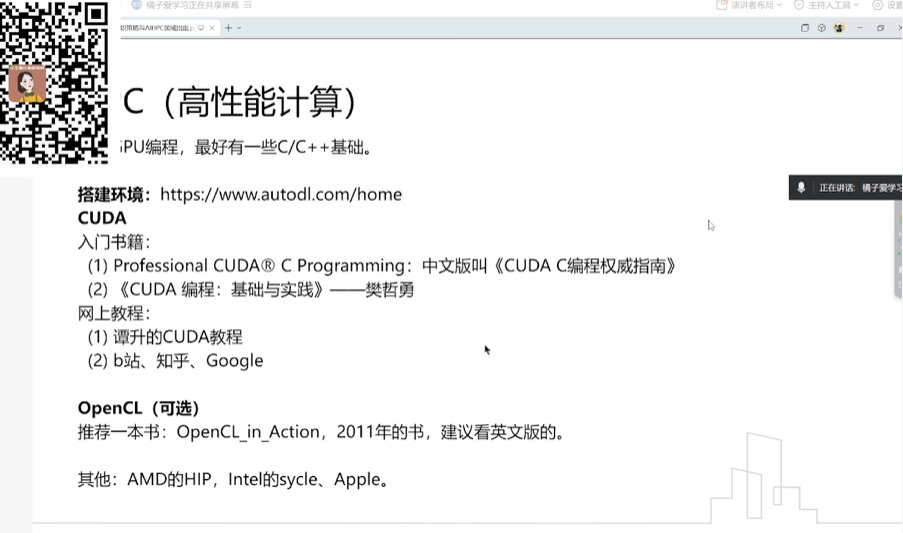 橘子爱学习正在共享屏幕
演讲者布局
主持人工具
设置
C（高性能计算）
GPU编程，最好有一些C/C++基础。
搭建环境：https://www.autodl.com/home
正在讲话: 橘子爱学习
CUDA
入门书籍：
(1) Professional CUDA® C Programming：中文版叫《CUDA C编程权威指南》
(2) 《CUDA 编程：基础与实践》——樊哲勇
网上教程：
(1) 谭升的CUDA教程
(2) b站、知乎、Google
OpenCL（可选）
推荐一本书：OpenCL_in_Action，2011年的书，建议看英文版的。
其他：AMD的HIP，Intel的sycle、Apple。